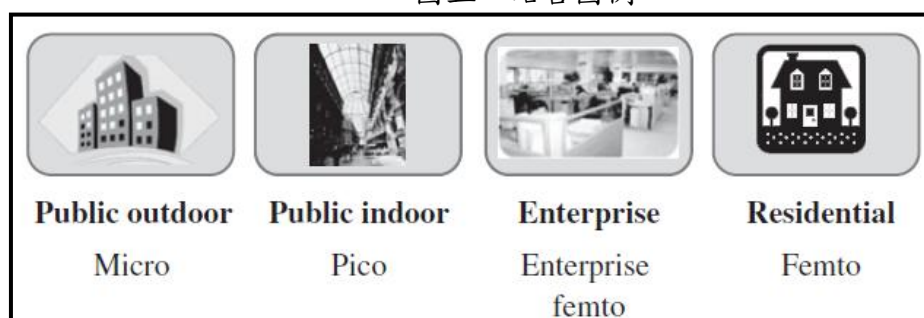 Public outdoor
Micro
Public indoor
Pico
Enterprise
Enterprise
femto
Residential
Femto